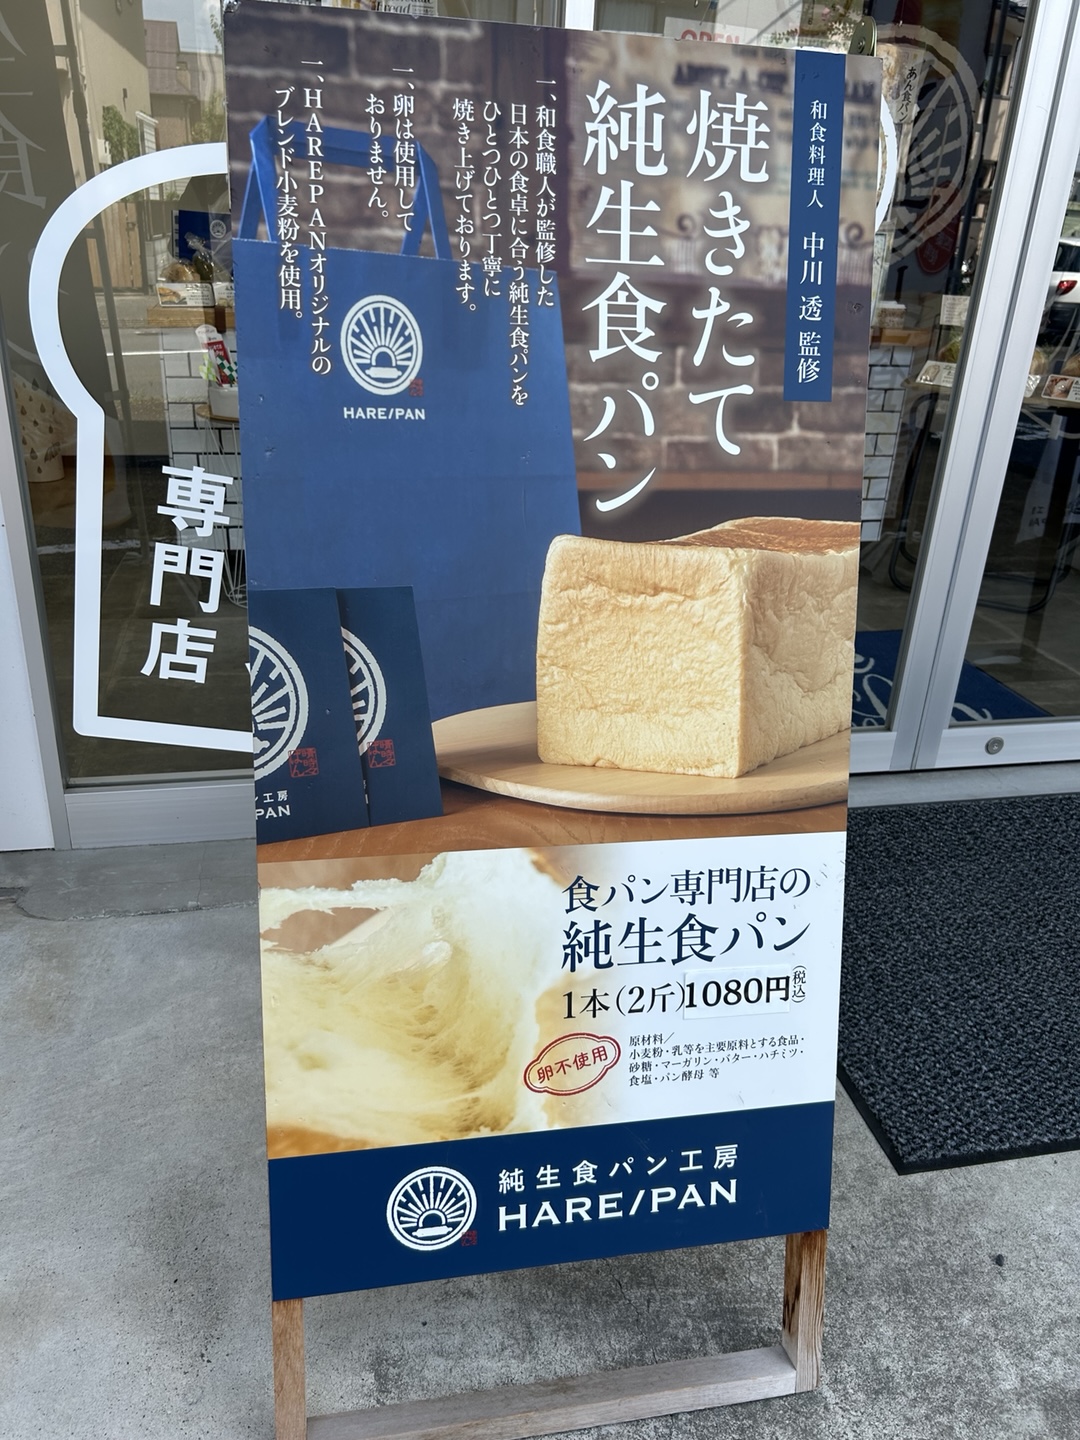 OPEN
和食料理人 中川 透 監修
焼きたて
純生食パン
一、和食職人が監修した
日本の食卓に合う純生食パンを
ひとつひとつ丁寧に
焼き上げております。
一、卵は使用して
おりません。
一、HAREPANオリジナルの
ブレンド小麦粉を使用。
HARE/PAN
専門店
ン工房
PAN
食パン専門店の
純生食パン
1本(2斤)1080円(税込)
卵不使用
原材料/
小麦粉・乳等を主要原料とする食品・
砂糖・マーガリン・バター・ハチミツ・
食塩・パン酵母 等
純生食パン工房
HARE/PAN